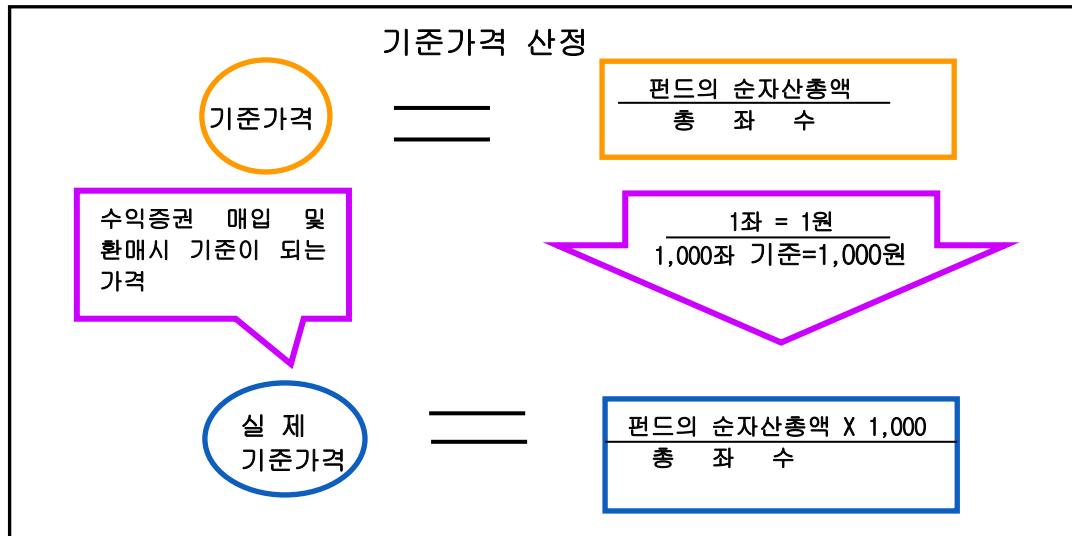 기준가격 산정
기준가격
펀드의 순자산총액
총 좌 수
수익증권 매입 및
환매시 기준이 되는
가격
1좌 = 1원
1,000좌 기준=1,000원
실 제
기준가격
펀드의 순자산총액 X 1,000
총 좌 수